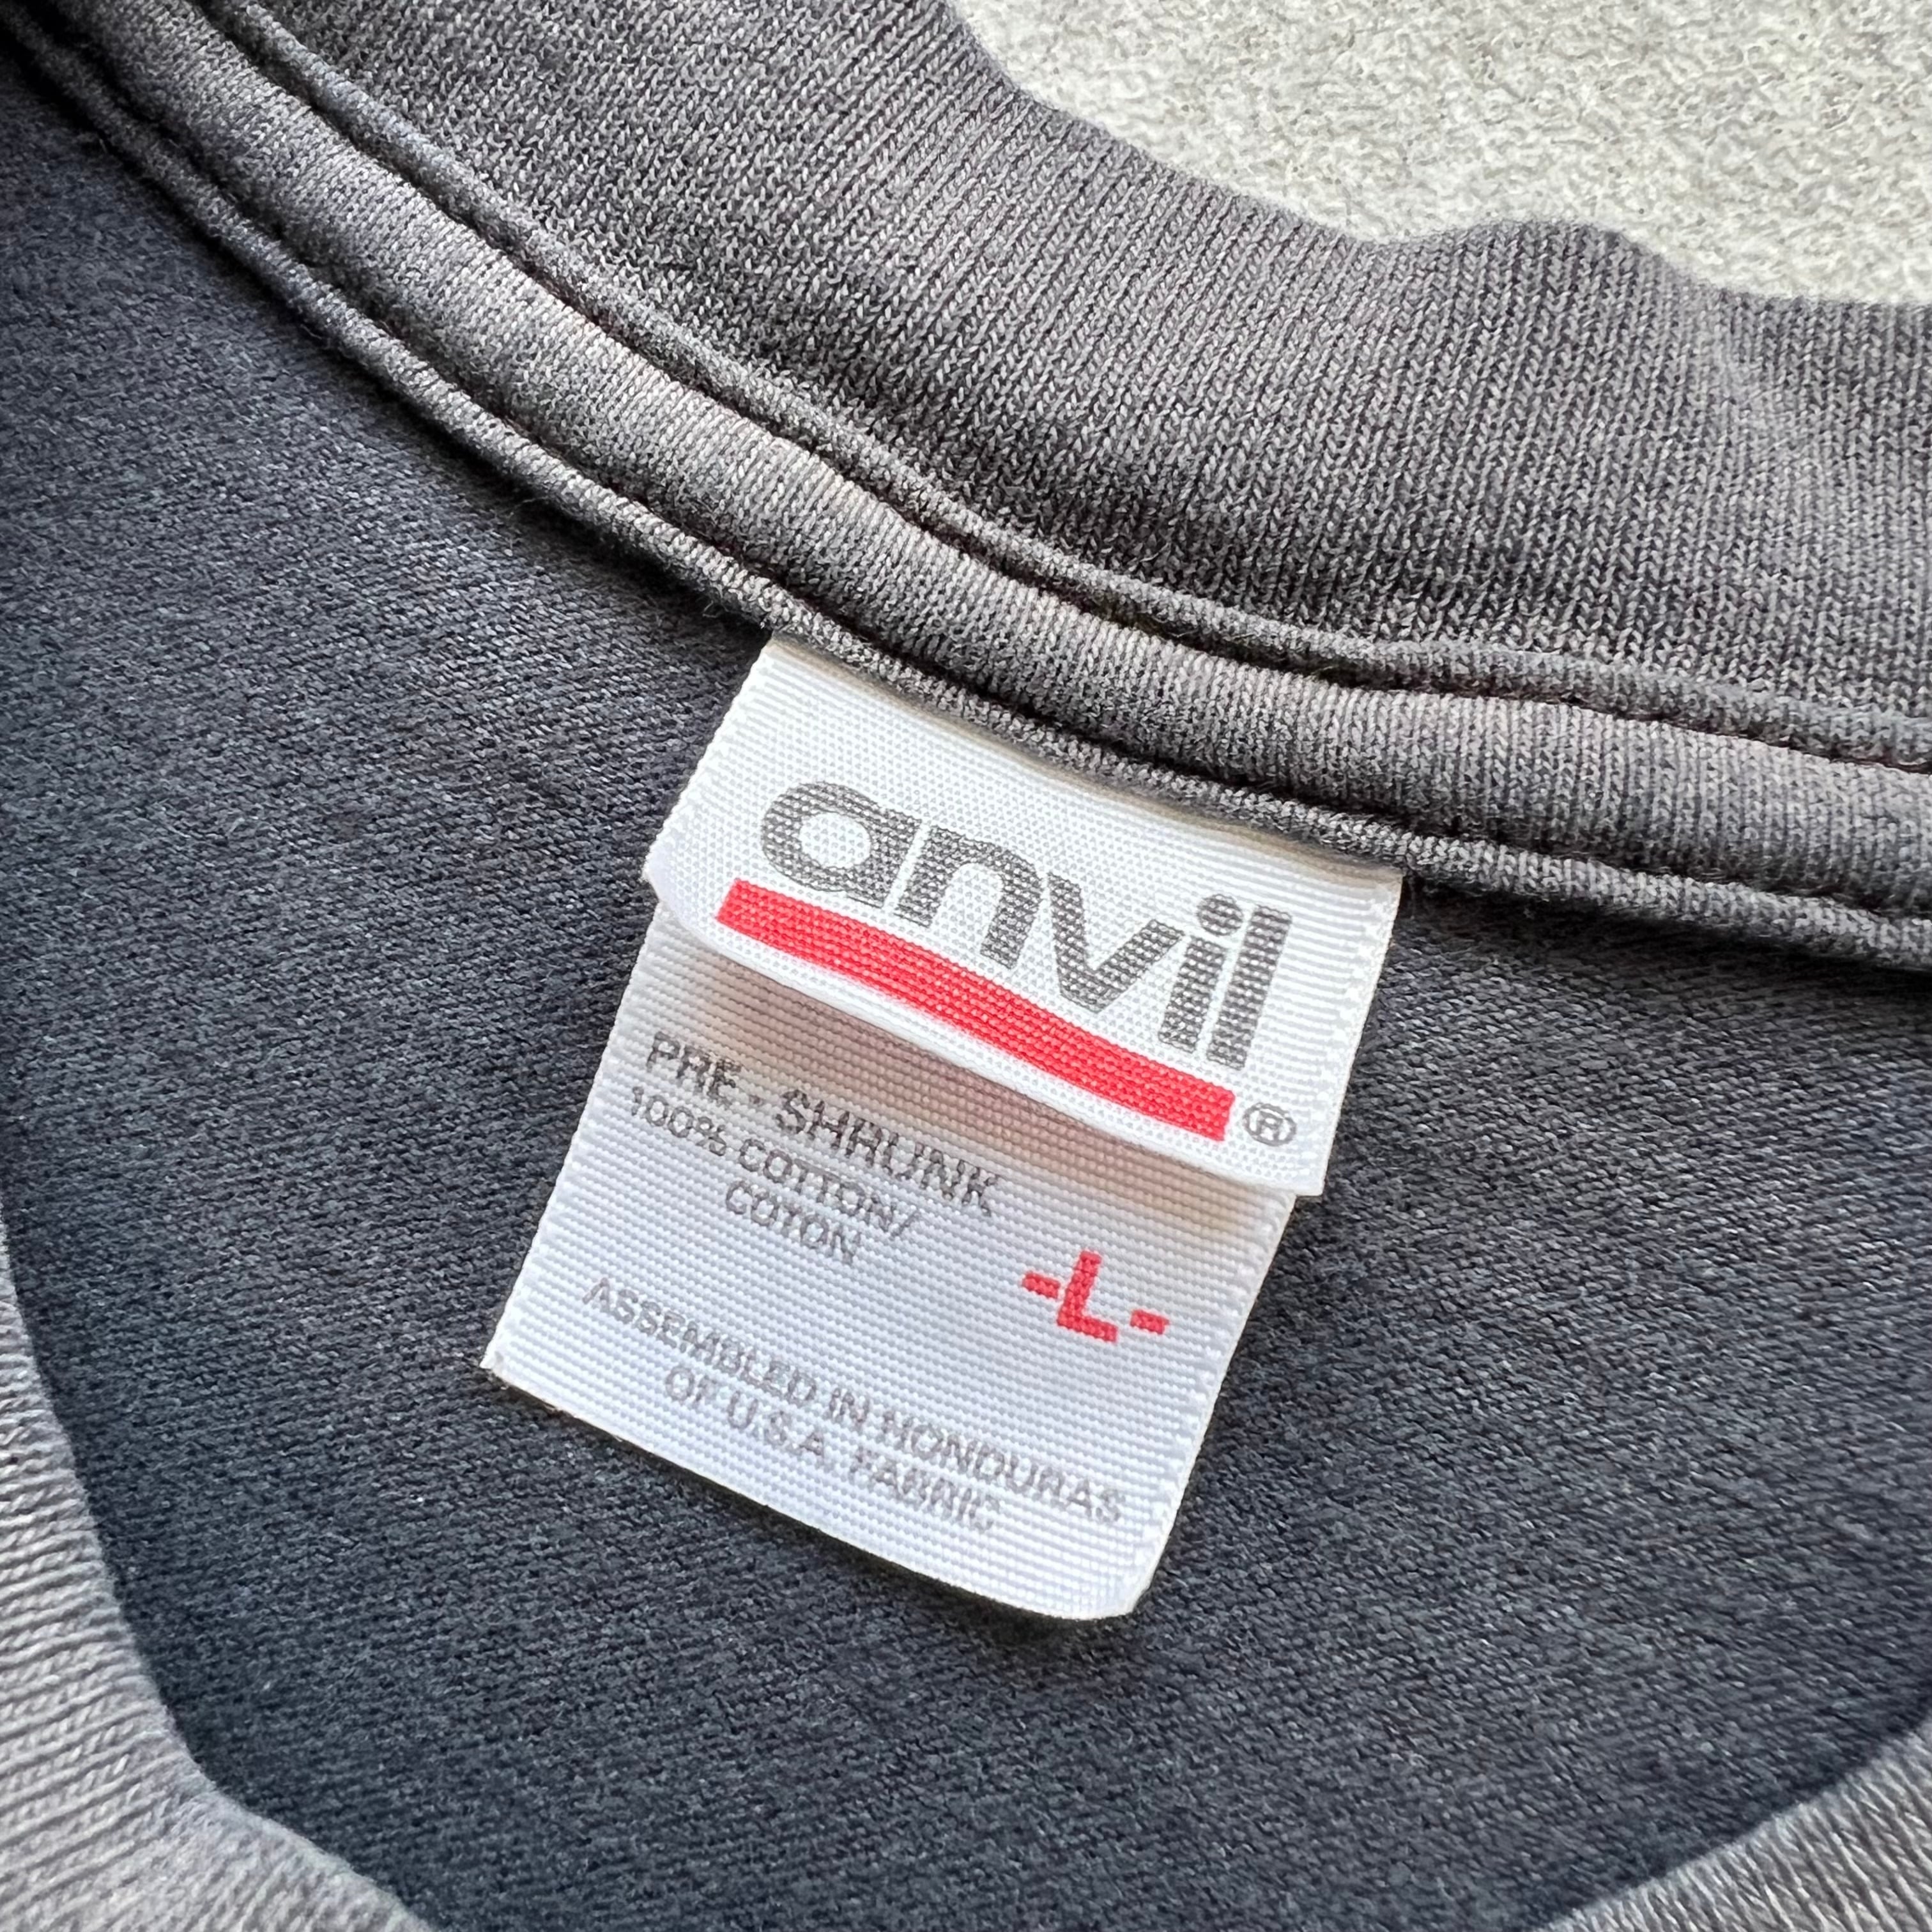 anvil®
PRE-SHRUNK
100% COTTON/
COTON
-L-
ASSEMBLED IN HONDURAS
OF U.S.A. FABRIC